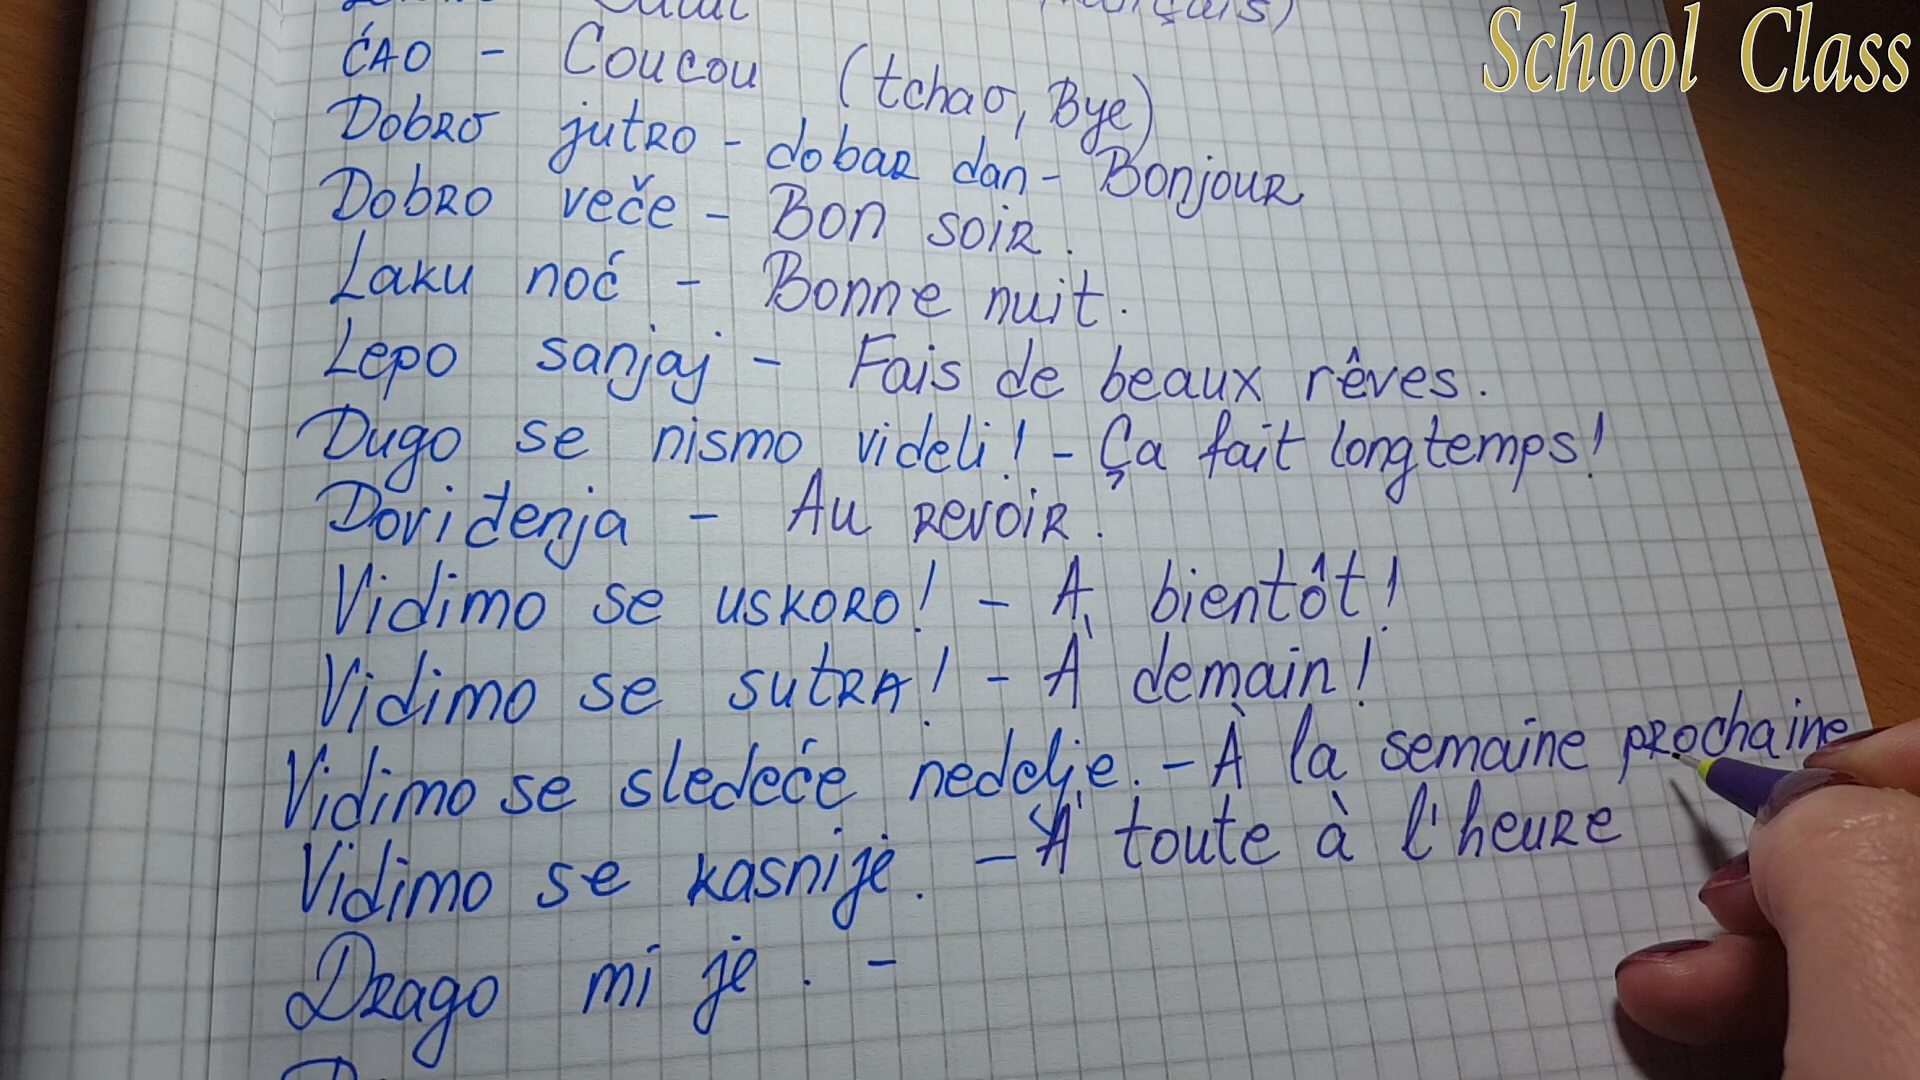 School Class
ĆAO - Coucou (tchao, Bye)
Dobro jutro - dobar dan - Bonjour
Dobro veče - Bon soir.
Laku noć - Bonne nuit.
Lepo sanjaj - Fais de beaux rêves.
Dugo se nismo videli! - Ça fait longtemps!
Doviđenja - Au revoir.
Vidimo se uskoro! - À bientôt!
Vidimo se sutra! - À demain!
Vidimo se sledeće nedelje. - À la semaine prochaine
Vidimo se kasnije. - À toute à l'heure
Drago mi je. -